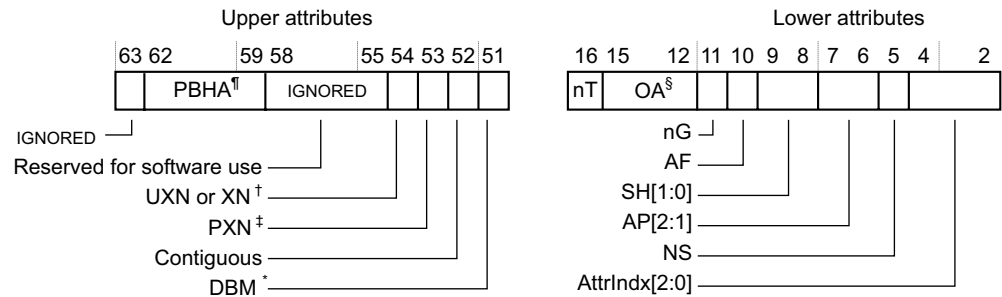 Upper attributes
Lower attributes
63 62 59 58 55 54 53 52 51
16 15 12 11 10 9 8 7 6 5 4 2
PBHA¶ IGNORED
nT OA§
IGNORED
Reserved for software use
UXN or XN †
PXN ‡
Contiguous
DBM *
nG
AF
SH[1:0]
AP[2:1]
NS
AttrIndx[2:0]